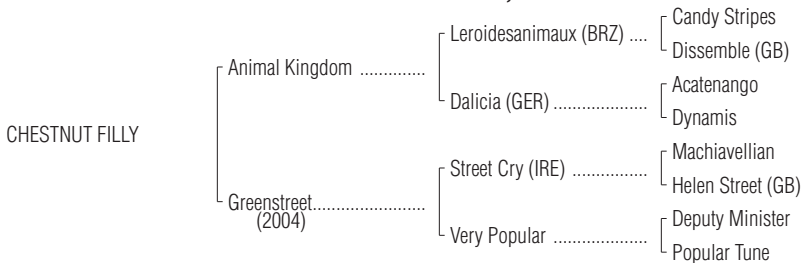 Candy Stripes
Leroidesanimaux (BRZ) ....
Dissemble (GB)
Animal Kingdom ..............
Acatenango
Dalicia (GER) ....................
Dynamis
CHESTNUT FILLY
Machiavellian
Street Cry (IRE) ................
Helen Street (GB)
Greenstreet........................
(2004)
Deputy Minister
Very Popular ....................
Popular Tune